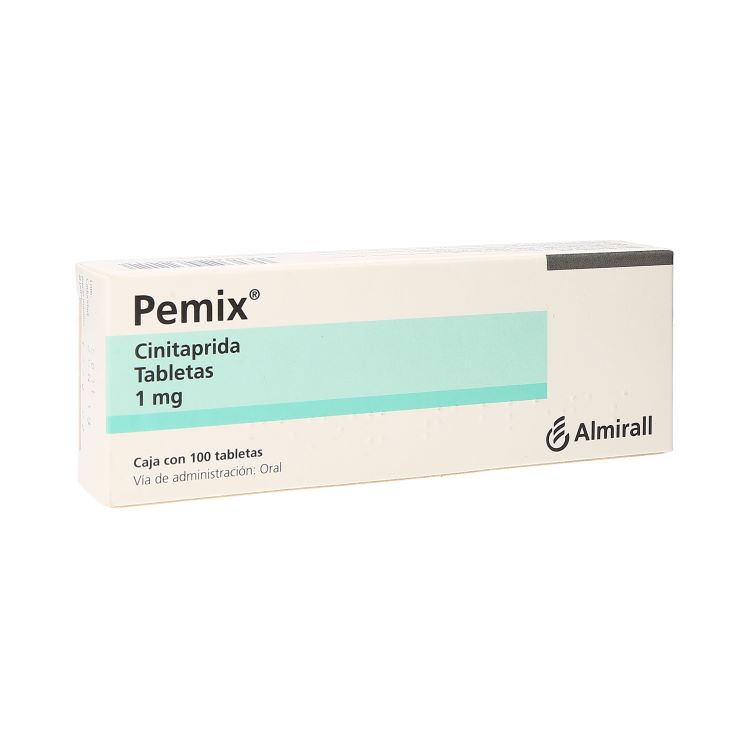 Pemix®
Cinitaprida
Tabletas
1 mg
Almirall
Caja con 100 tabletas
Vía de administración: Oral